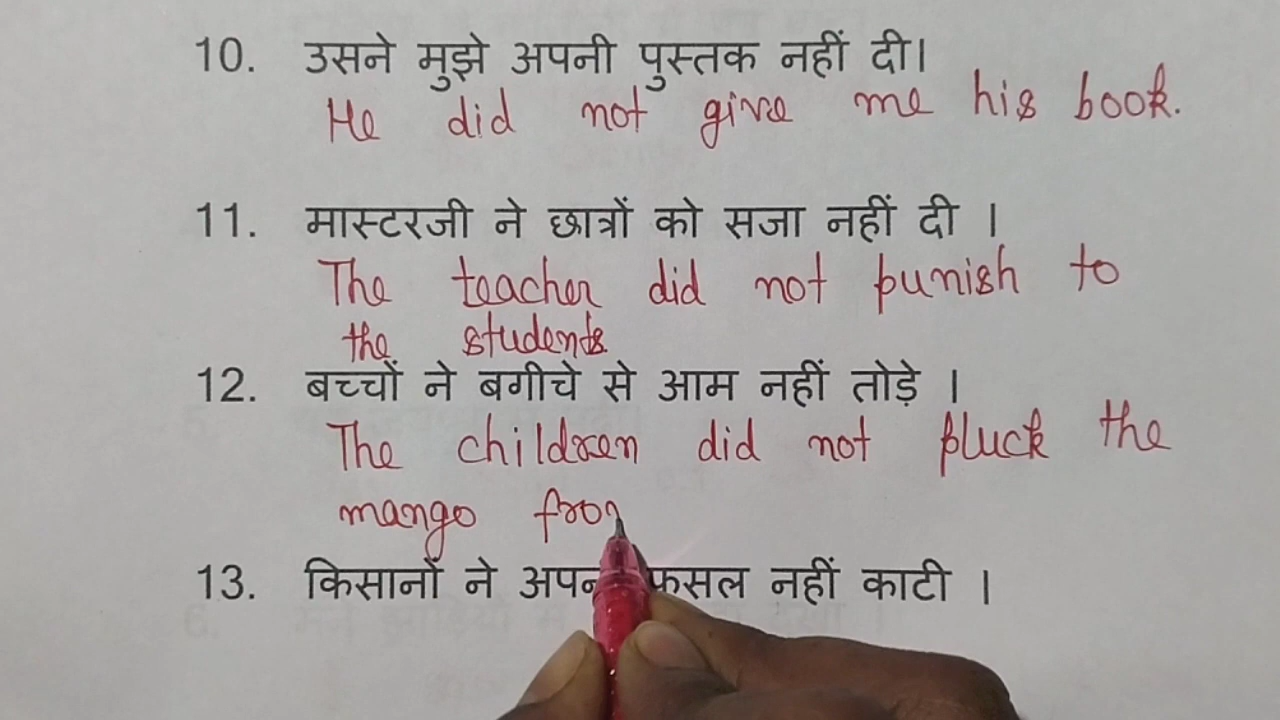 10. उसने मुझे अपनी पुस्तक नहीं दी।
He did not give me his book.
11. मास्टरजी ने छात्रों को सजा नहीं दी ।
The teacher did not punish to
the students.
12. बच्चों ने बगीचे से आम नहीं तोड़े ।
The children did not pluck the
mango
13. किसानों ने फसल नहीं काटी ।